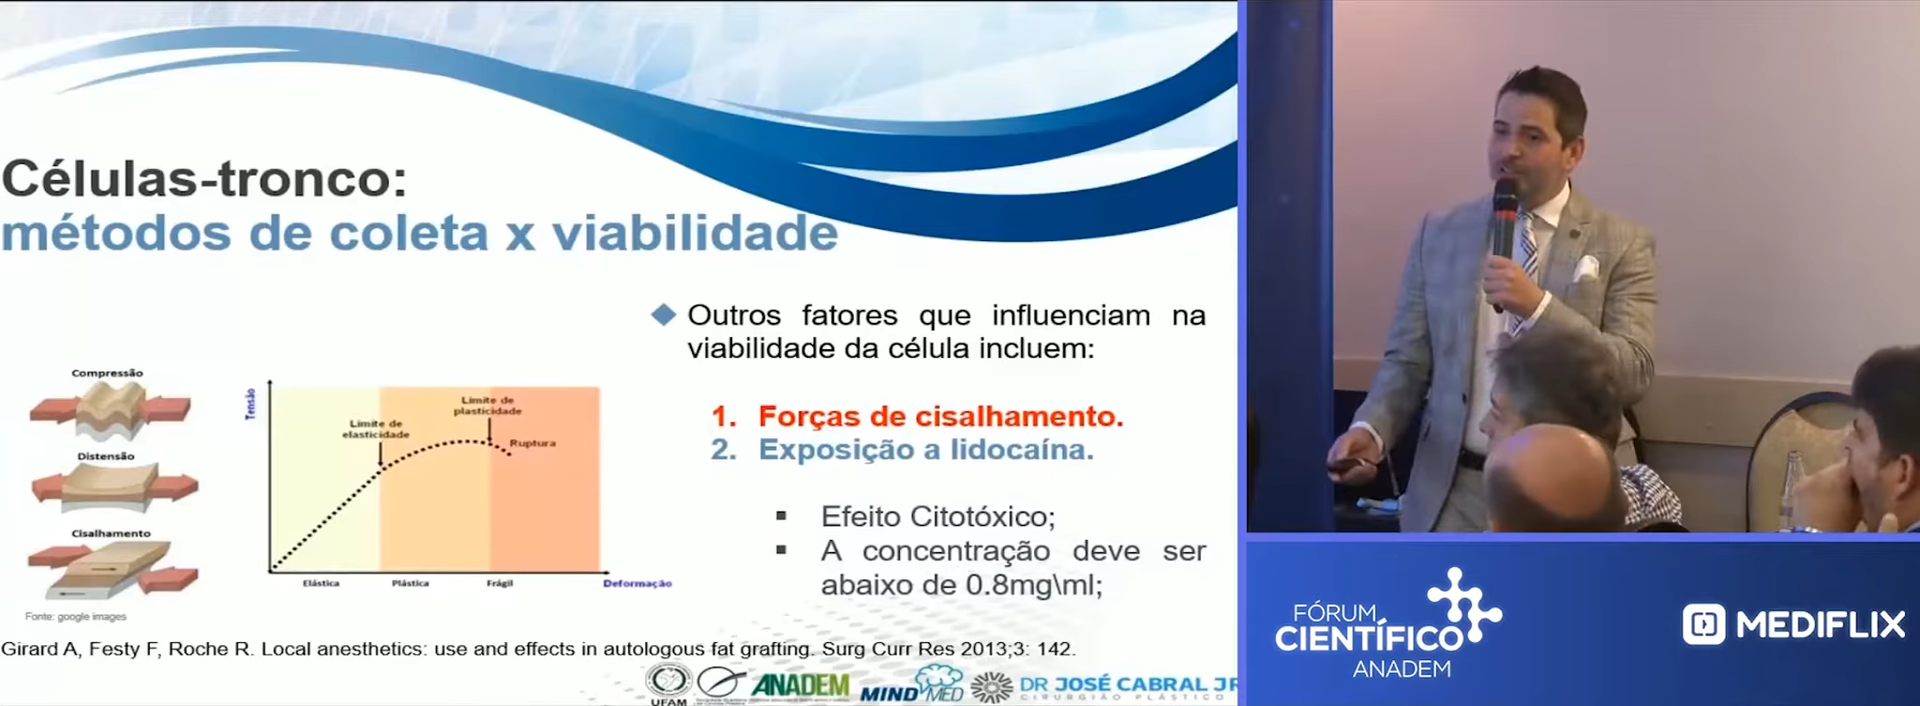 Células-tronco:
métodos de coleta x viabilidade
Outros fatores que influenciam na
viabilidade da célula incluem:
1. Forças de cisalhamento.
2. Exposição a lidocaína.
Efeito Citotóxico;
A concentração deve ser
abaixo de 0.8mg\ml;
Compressão
Distensão
Cisalhamento
Fonte: google images
Tensão
Limite de
elasticidade
Limite de
plasticidade
Ruptura
Elástica
Plástica
Frágil
Deformação
Girard A, Festy F, Roche R. Local anesthetics: use and effects in autologous fat grafting. Surg Curr Res 2013;3: 142.
UFAM
ANADEM
MIND MED
DR JOSÉ CABRAL JR
CIRURGIÃO PLÁSTICO
FÓRUM
CIENTÍFICO
ANADEM
MEDIFLIX